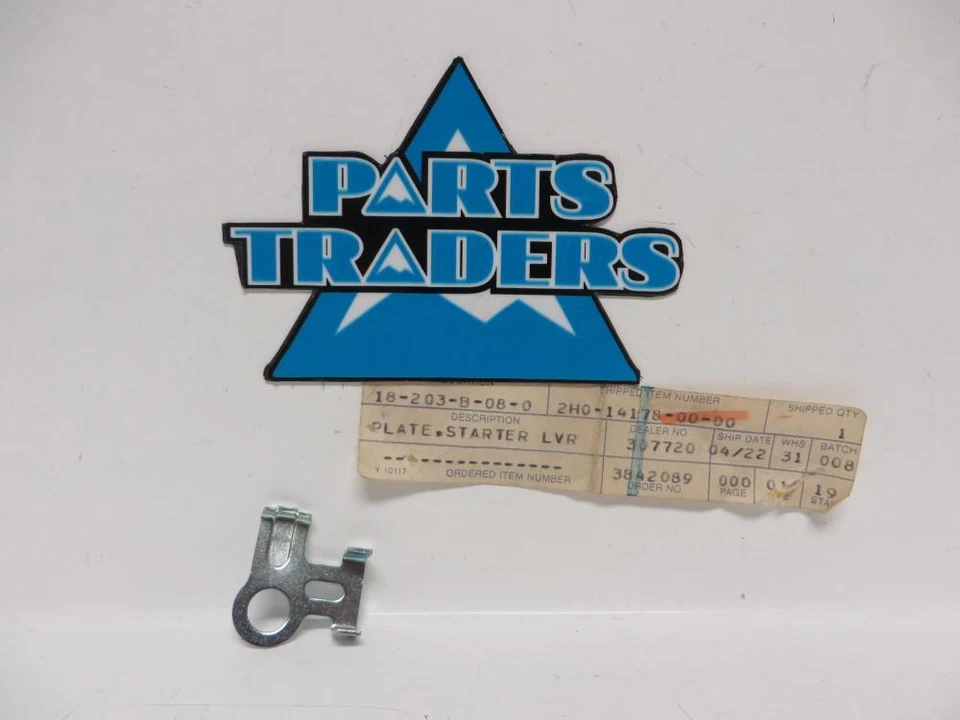 PARTS
TRADERS
SHIPPED ITEM NUMBER
SHIPPED QTY
18-203-B-08-0
2H0-14178-00-00
1
DESCRIPTION
DEALER NO
SHIP DATE
WHS
BATCH
PLATE,STARTER LVR
307720
04/22
31
008
Y 10117
ORDERED ITEM NUMBER
3842089
000
19
ORDER NO
PAGE
STA